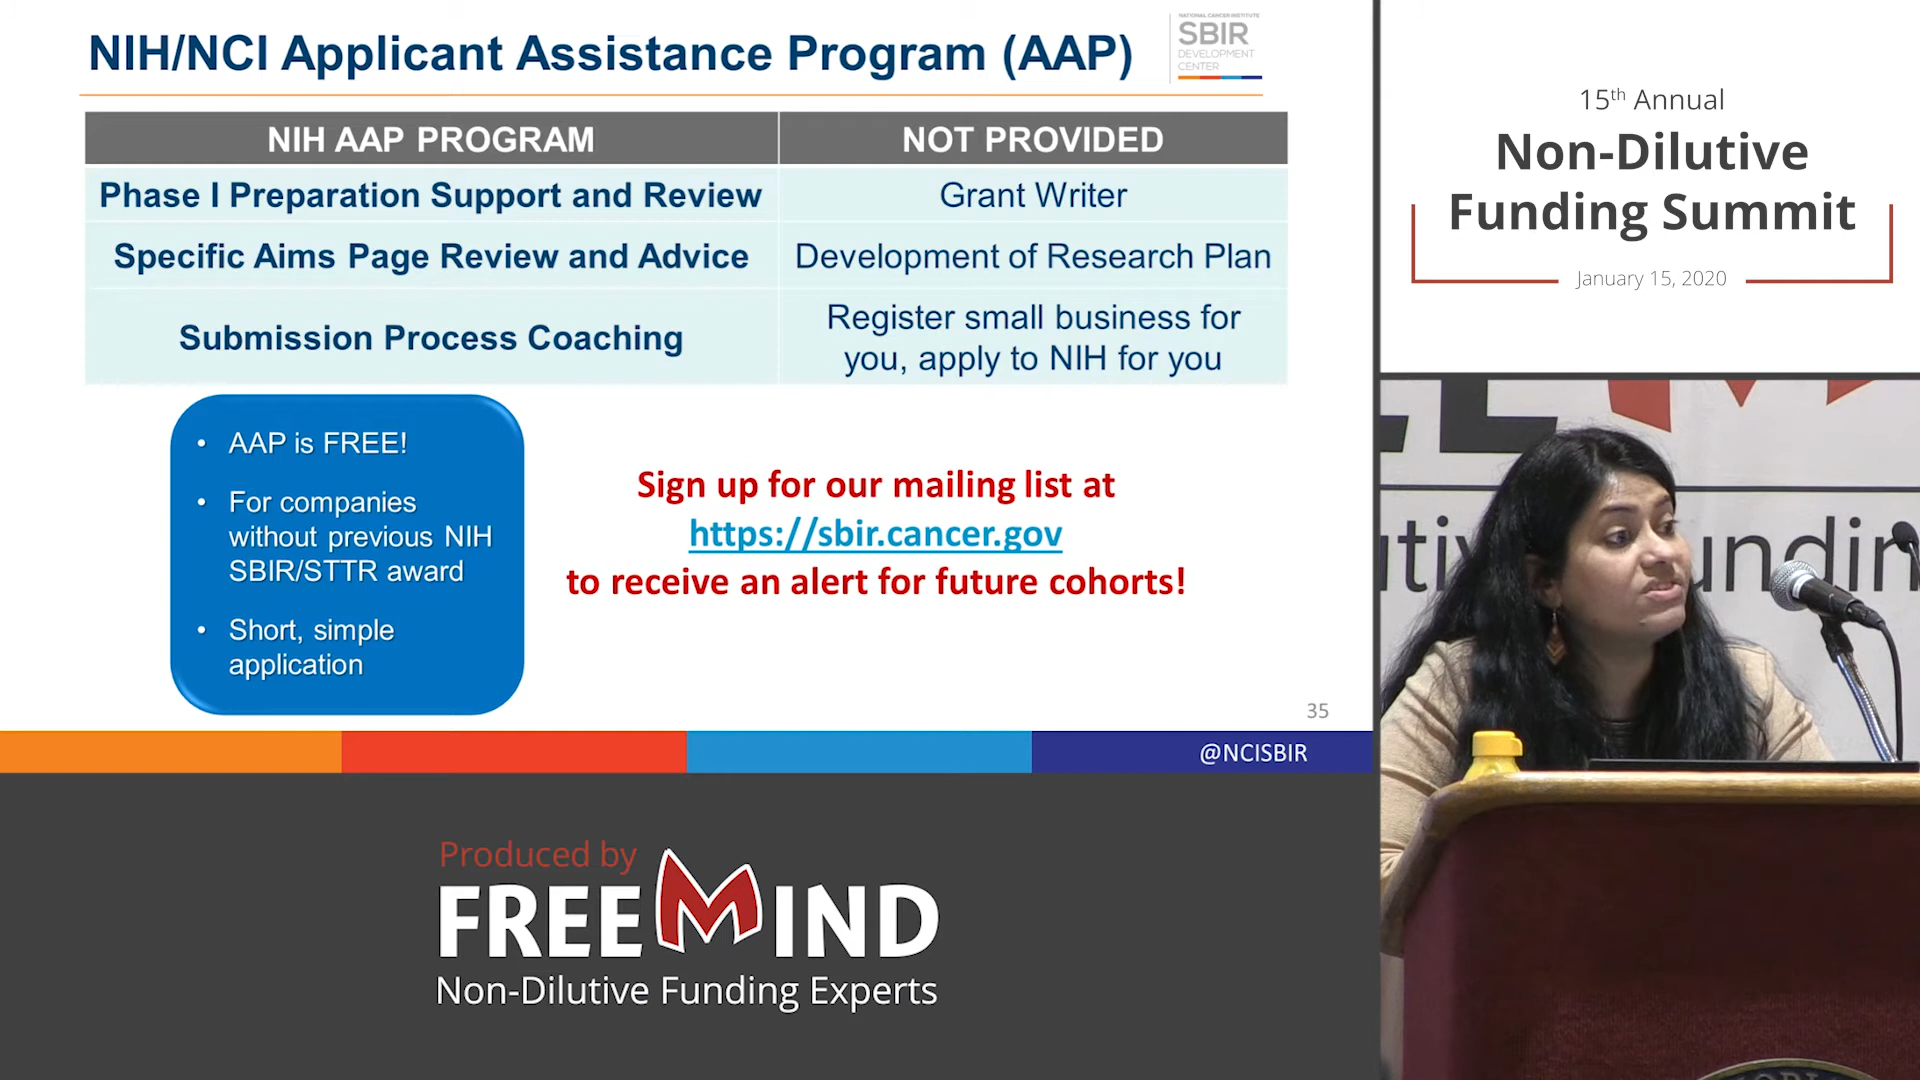 NIH/NCI Applicant Assistance Program (AAP)
NATIONAL CANCER INSTITUTE
SBIR
DEVELOPMENT
CENTER
NIH AAP PROGRAM
NOT PROVIDED
Phase I Preparation Support and Review
Grant Writer
Specific Aims Page Review and Advice
Development of Research Plan
Submission Process Coaching
Register small business for
you, apply to NIH for you
• AAP is FREE!
• For companies
without previous NIH
SBIR/STTR award
• Short, simple
application
Sign up for our mailing list at
https://sbir.cancer.gov
to receive an alert for future cohorts!
35
@NCISBIR
Produced by
FREEMIND
Non-Dilutive Funding Experts
15th Annual
Non-Dilutive
Funding Summit
January 15, 2020